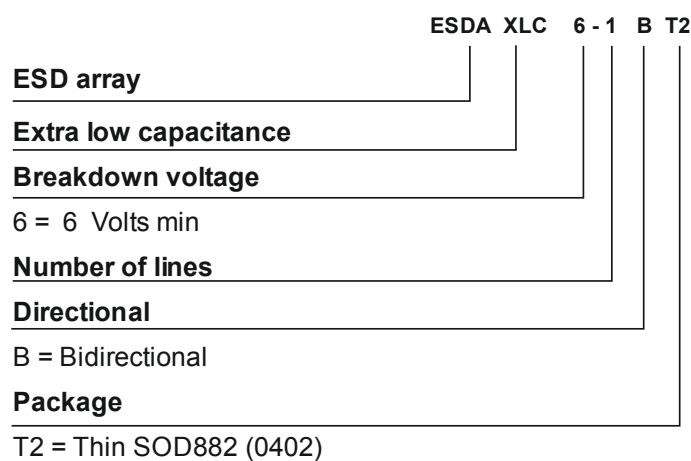 ESDA XLC 6 - 1 B T2
ESD array
Extra low capacitance
Breakdown voltage
6 = 6 Volts min
Number of lines
Directional
B = Bidirectional
Package
T2 = Thin SOD882 (0402)